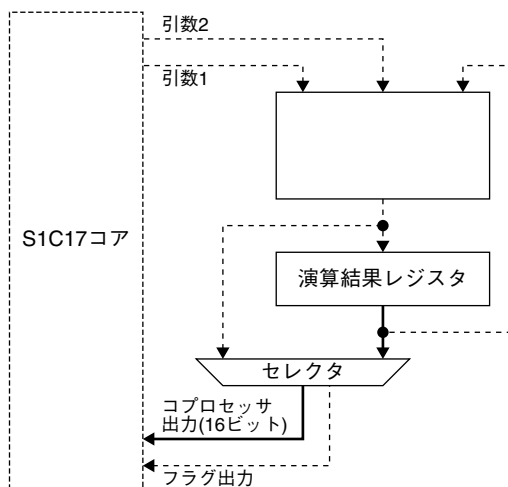 引数2
引数1
S1C17コア
演算結果レジスタ
セレクタ
コプロセッサ
出力(16ビット)
フラグ出力